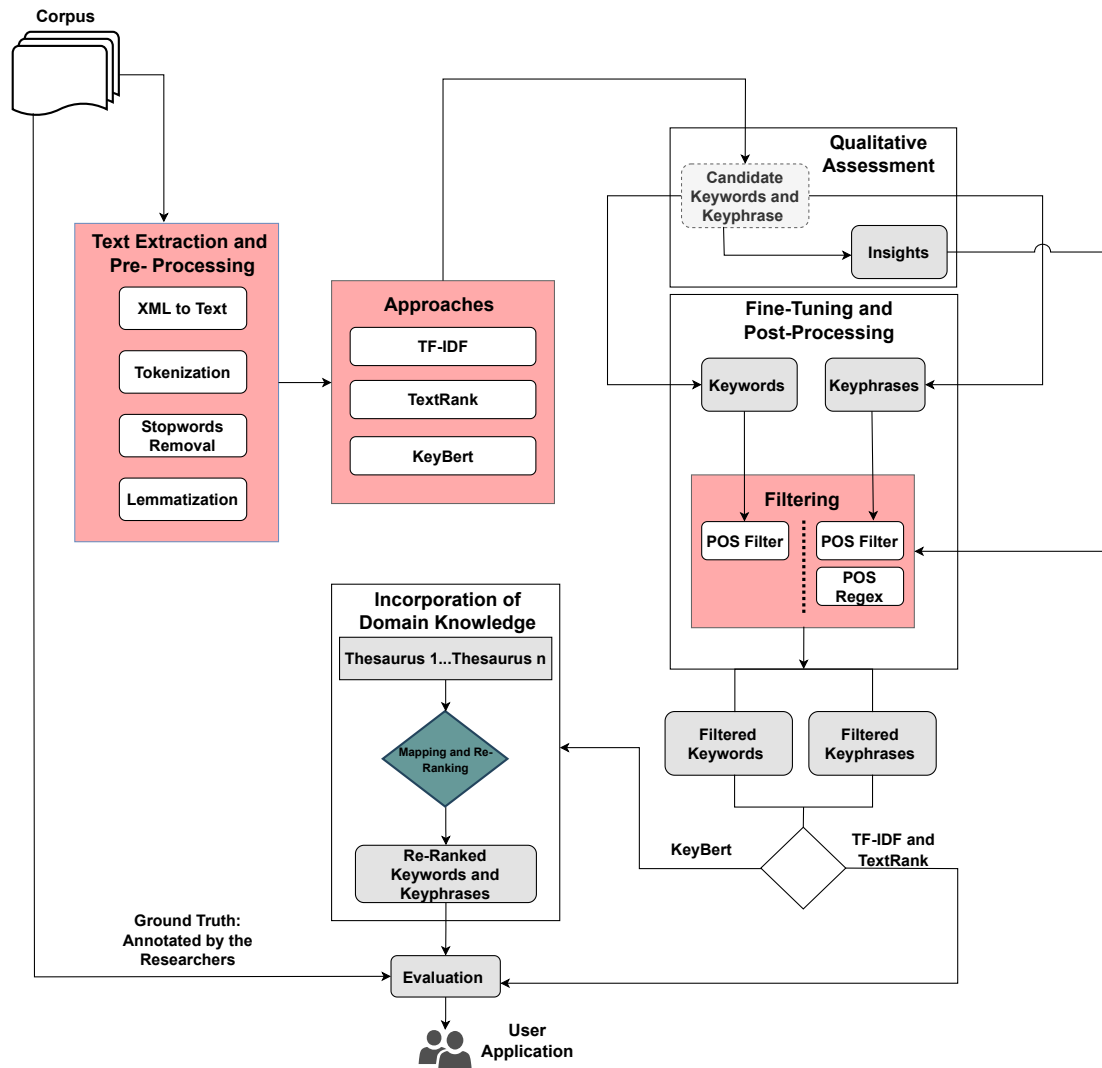 Corpus
Text Extraction and
Pre- Processing
XML to Text
Tokenization
Stopwords
Removal
Lemmatization
Approaches
TF-IDF
TextRank
KeyBert
Qualitative
Assessment
Candidate
Keywords and
Keyphrase
Insights
Fine-Tuning and
Post-Processing
Keywords
Keyphrases
Filtering
POS Filter
POS Filter
POS
Regex
Filtered
Keywords
Filtered
Keyphrases
KeyBert
TF-IDF and
TextRank
Incorporation of
Domain Knowledge
Thesaurus 1...Thesaurus n
Mapping and Re-
Ranking
Re-Ranked
Keywords and
Keyphrases
Ground Truth:
Annotated by the
Researchers
Evaluation
User
Application